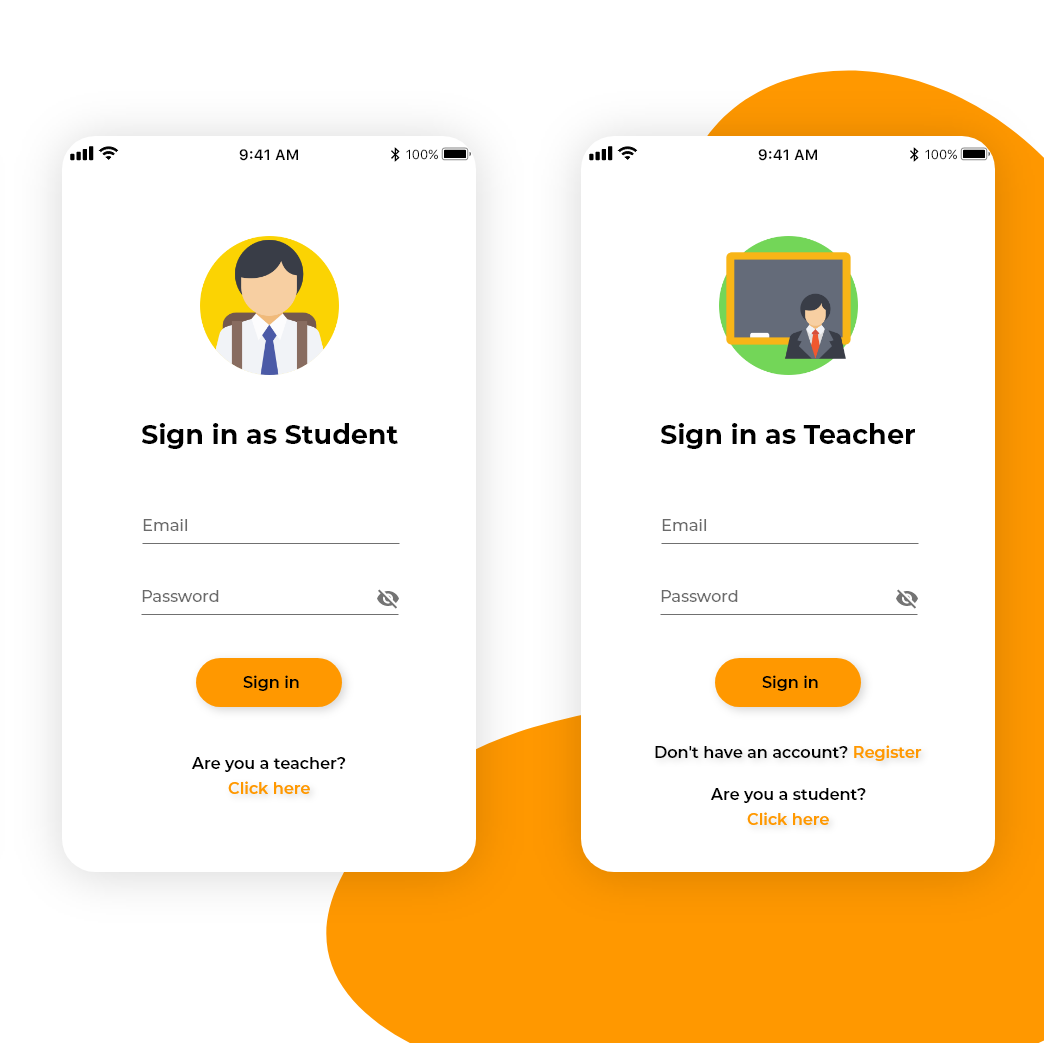 9:41 AM
100%
Sign in as Student
Email
Password
Sign in
Are you a teacher?
Click here
9:41 AM
100%
Sign in as Teacher
Email
Password
Sign in
Don't have an account? Register
Are you a student?
Click here